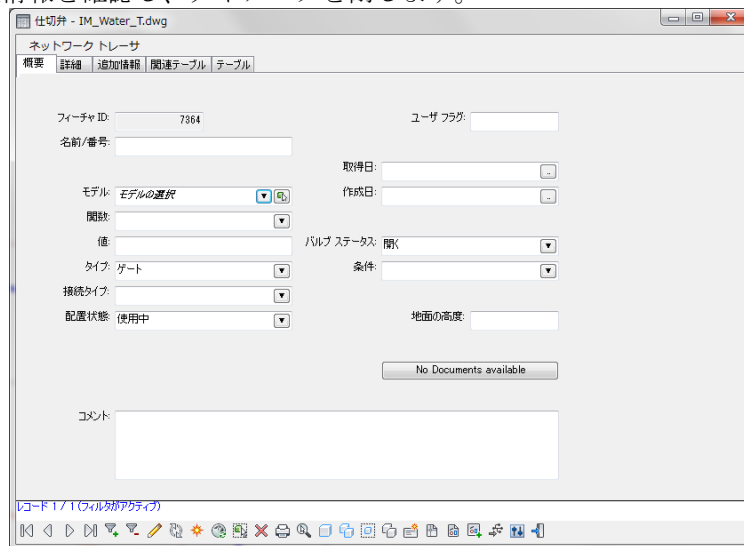 仕切弁 - IM_Water_T.dwg
ネットワーク トレーサ
概要 詳細 追加情報 関連テーブル テーブル
フィーチャ ID: 7364 ユーザ フラグ:
名前/番号:
取得日:
モデル: モデルの選択 作成日:
関数:
値: バルブ ステータス: 開く
タイプ: ゲート 条件:
接続タイプ:
配置状態: 使用中 地面の高度:
No Documents available
コメント:
レコード 1 / 1 (フィルタがアクティブ)